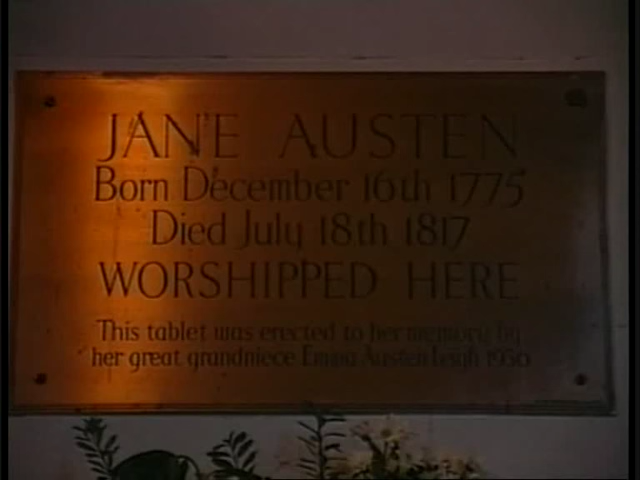 JANE AUSTEN
Born December 16th 1775
Died July 18th 1817
WORSHIPPED HERE
This tablet was erected to her memory by
her great grandniece Emma Austen Leigh 1936